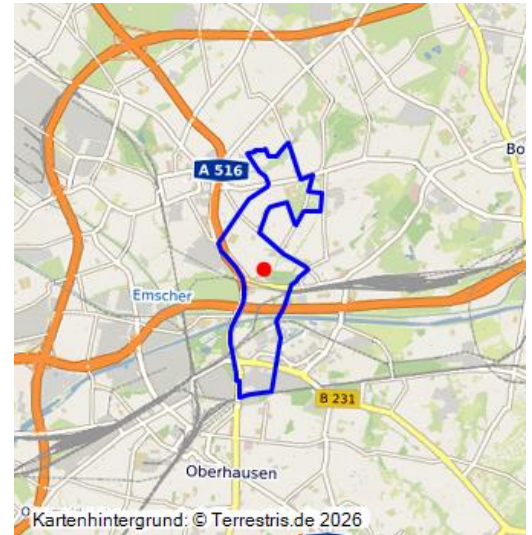 A 516
Bo
Emscher
B 231
Oberhausen
o
Kartenhintergrund: © Terrestris.de 2026